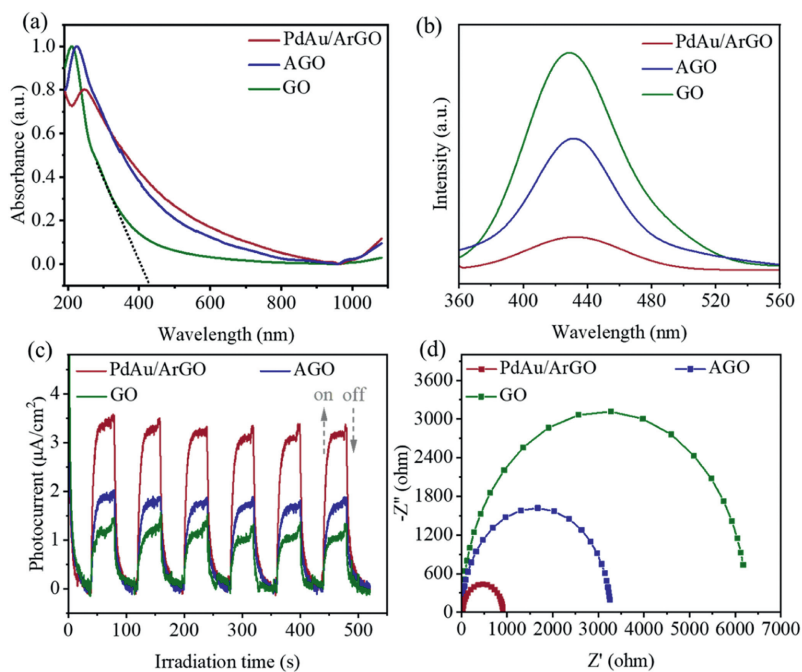 (a)
PdAu/ArGO
AGO
GO
Absorbance (a.u.)
1.0
0.8
0.6
0.4
0.2
0.0
200 400 600 800 1000
Wavelength (nm)
(b)
PdAu/ArGO
AGO
GO
Intensity (a.u.)
360 400 440 480 520 560
Wavelength (nm)
(c)
PdAu/ArGO AGO
GO
on off
Photocurrent (μA/cm²)
4
3
2
1
0
0 100 200 300 400 500
Irradiation time (s)
(d)
PdAu/ArGO AGO
GO
-Z" (ohm)
3600
3000
2400
1800
1200
600
0
0 1000 2000 3000 4000 5000 6000 7000
Z' (ohm)